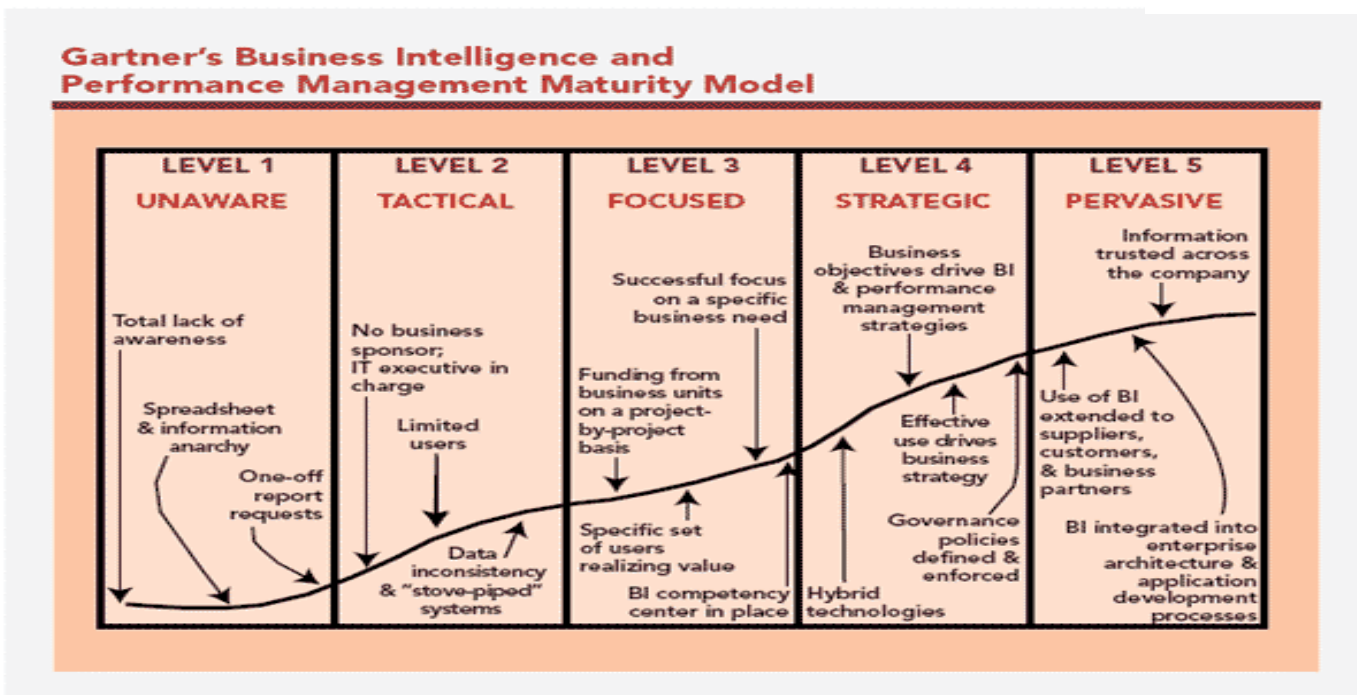 Gartner's Business Intelligence and
Performance Management Maturity Model
LEVEL 1
UNAWARE
Total lack of
awareness
Spreadsheet
& information
anarchy
One-off
report
requests
LEVEL 2
TACTICAL
No business
sponsor;
IT executive in
charge
Limited
users
Data
inconsistency
& "stove-piped"
systems
LEVEL 3
FOCUSED
Successful focus
on a specific
business need
Funding from
business units
on a project-
by-project
basis
Specific set
of users
realizing value
BI competency
center in place
LEVEL 4
STRATEGIC
Business
objectives drive BI
& performance
management
strategies
Effective
use drives
business
strategy
Governance
policies
defined &
enforced
Hybrid
technologies
LEVEL 5
PERVASIVE
Information
trusted across
the company
Use of BI
extended to
suppliers,
customers,
& business
partners
BI integrated into
enterprise
architecture &
application
development
processes